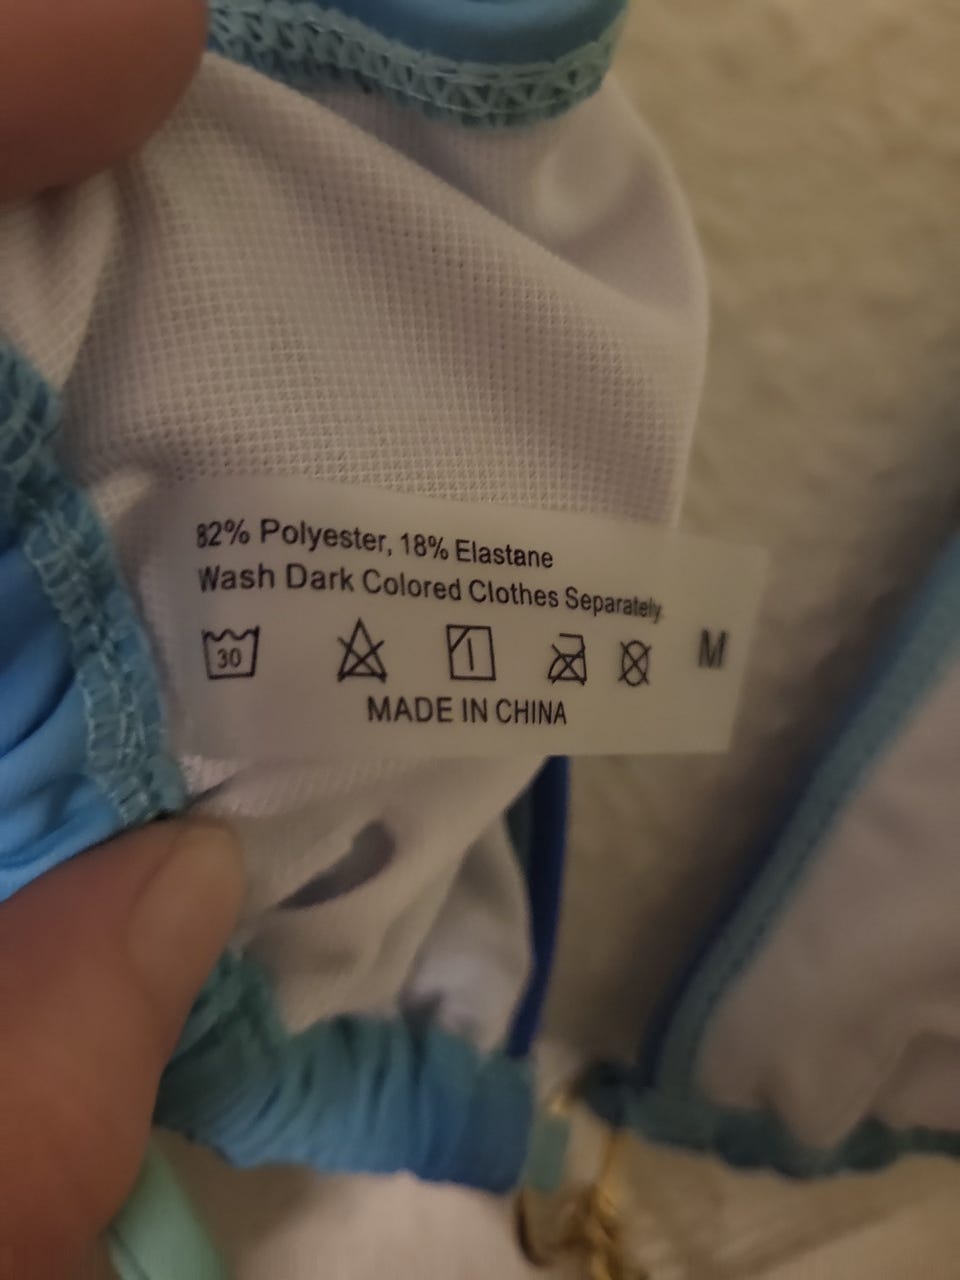 82% Polyester, 18% Elastane
Wash Dark Colored Clothes Separately
30
M
MADE IN CHINA